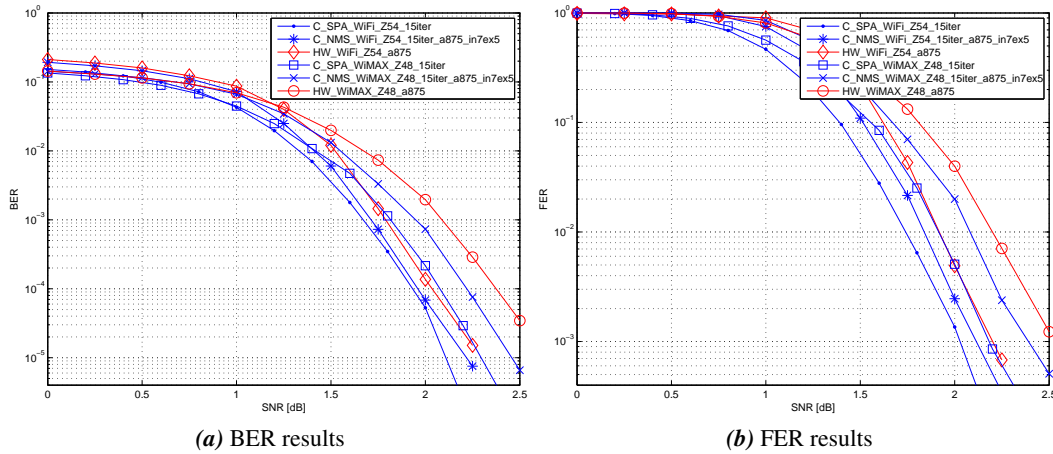 C_SPA_WiFi_Z54_15iter
C_NMS_WiFi_Z54_15iter_a875_in7ex5
HW_WiFi_Z54_a875
C_SPA_WiMAX_Z48_15iter
C_NMS_WiMAX_Z48_15iter_a875_in7ex5
HW_WiMAX_Z48_a875
10^0
10^-1
10^-2
10^-3
10^-4
10^-5
BER
0 0.5 1 1.5 2 2.5
SNR [dB]
(a) BER results
C_SPA_WiFi_Z54_15iter
C_NMS_WiFi_Z54_15iter_a875_in7ex5
HW_WiFi_Z54_a875
C_SPA_WiMAX_Z48_15iter
C_NMS_WiMAX_Z48_15iter_a875_in7ex5
HW_WiMAX_Z48_a875
10^0
10^-1
10^-2
10^-3
FER
0 0.5 1 1.5 2 2.5
SNR [dB]
(b) FER results